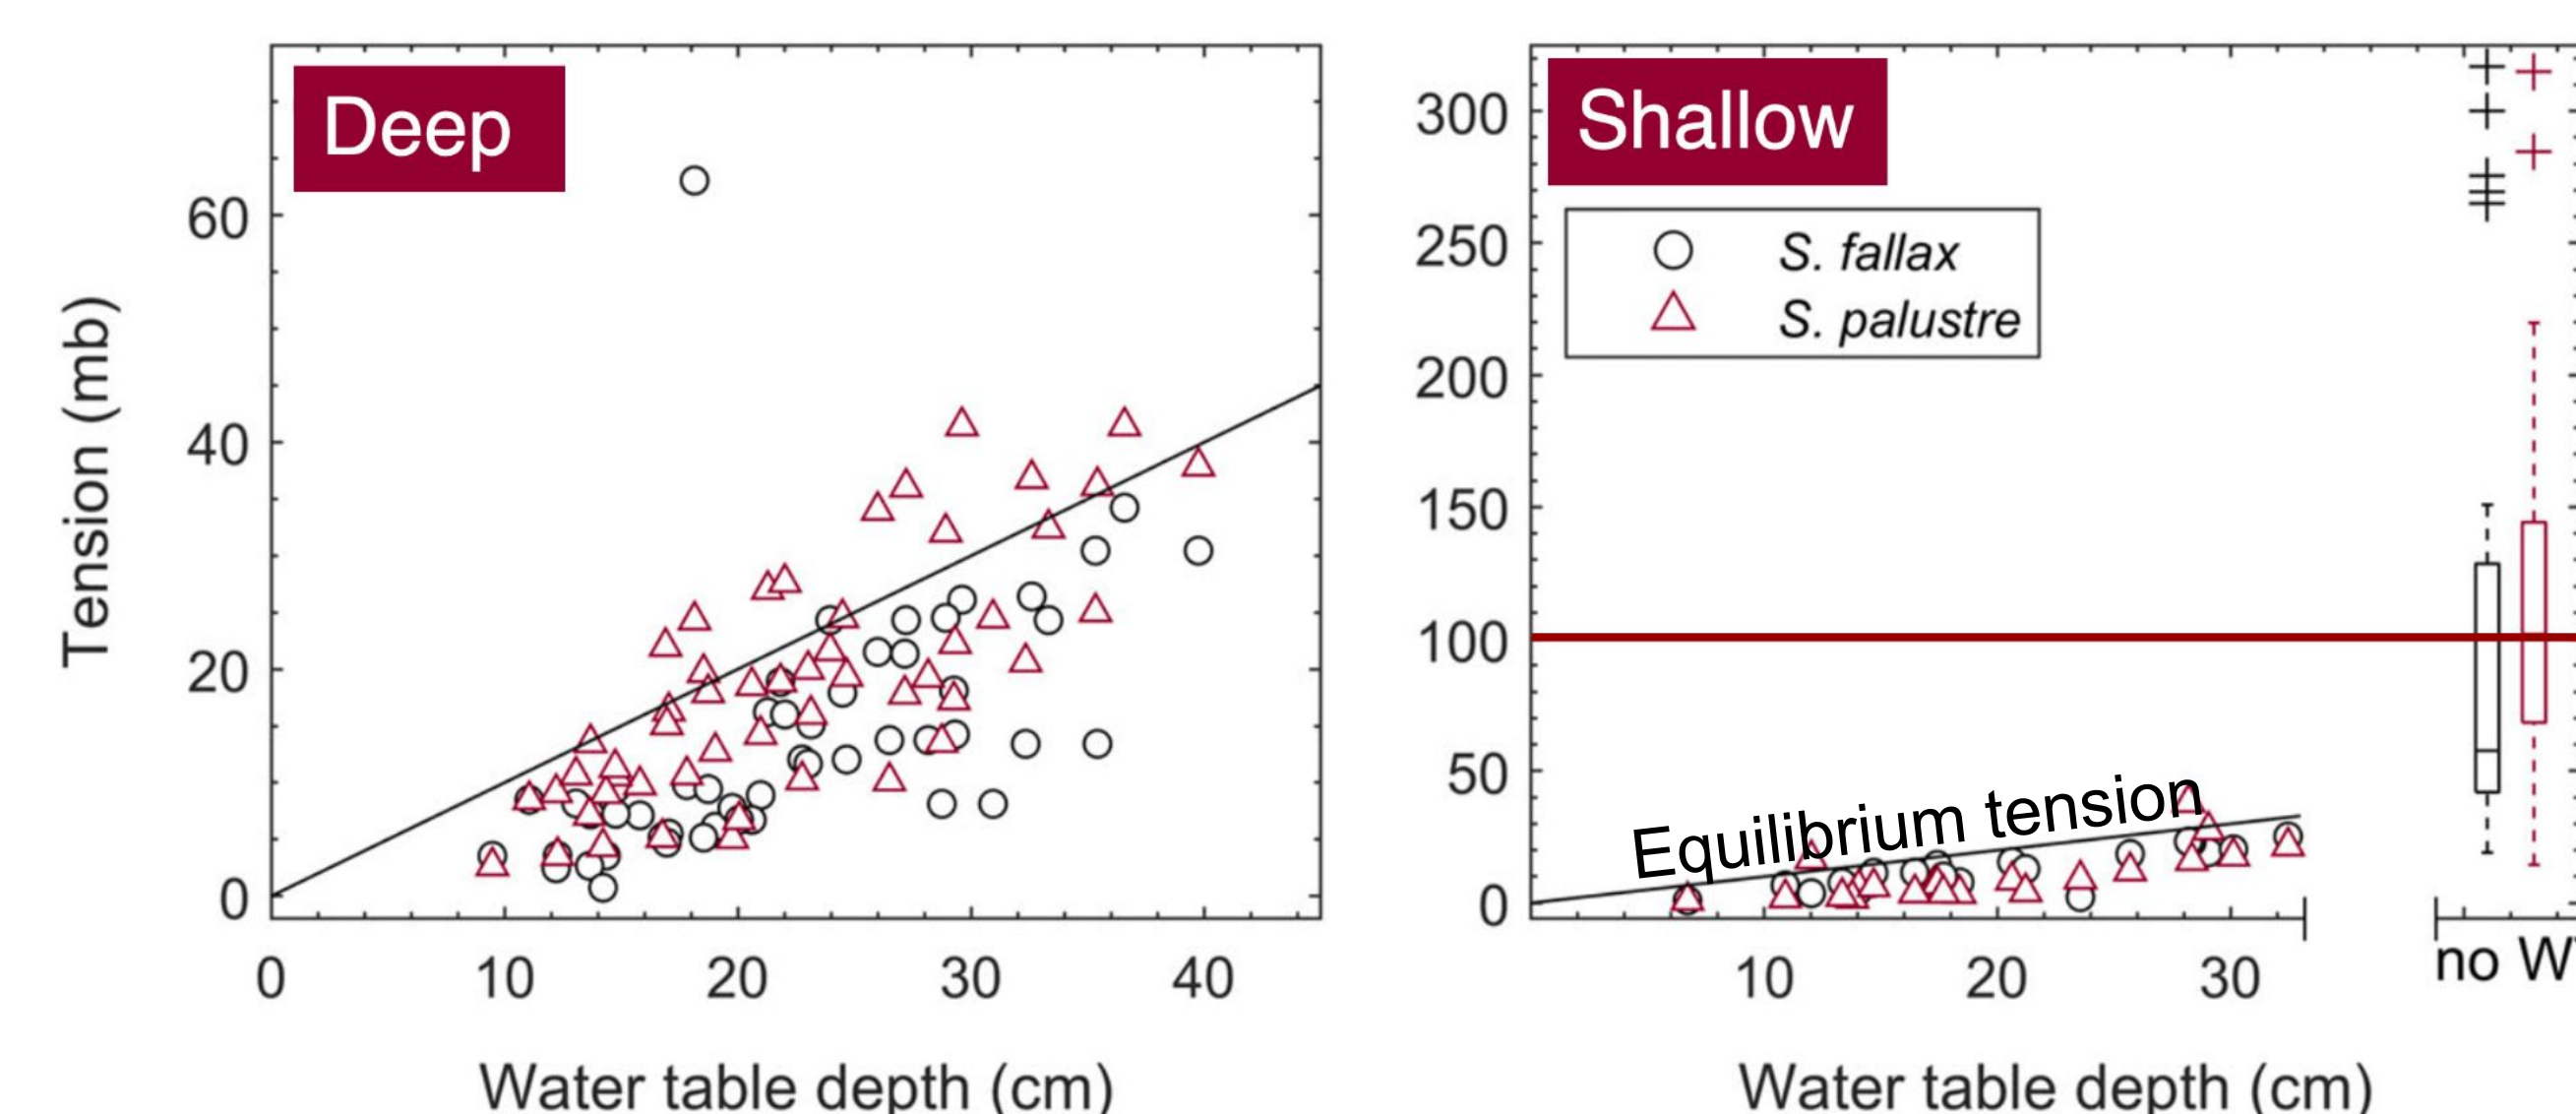 Deep
Tension (mb)
60
40
20
0
0 10 20 30 40
Water table depth (cm)
Shallow
S. fallax
S. palustre
300
250
200
150
100
50
0
Equilibrium tension
10 20 30
no W
Water table depth (cm)